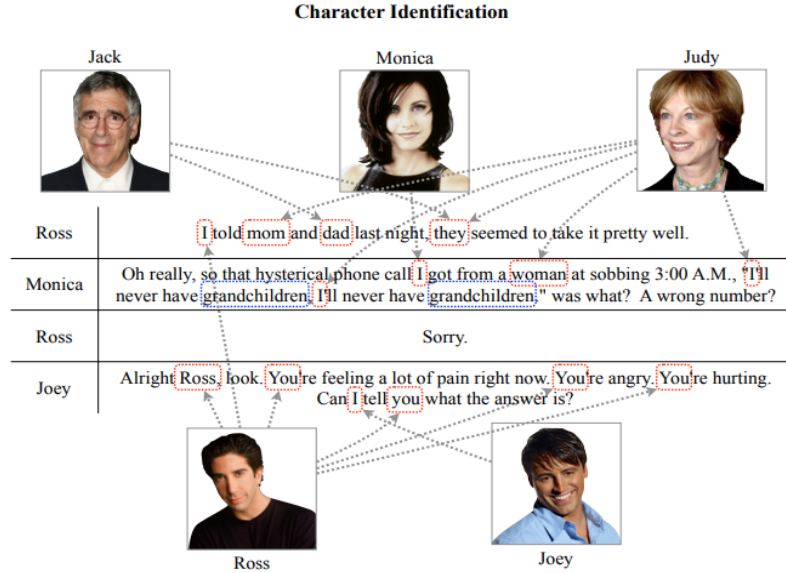 Character Identification
Jack
Monica
Judy
Ross
I told mom and dad last night, they seemed to take it pretty well.
Monica
Oh really, so that hysterical phone call I got from a woman at sobbing 3:00 A.M., "I'll
never have grandchildren, I'll never have grandchildren." was what? A wrong number?
Ross
Sorry.
Joey
Alright Ross, look. You're feeling a lot of pain right now. You're angry. You're hurting.
Can I tell you what the answer is?
Ross
Joey